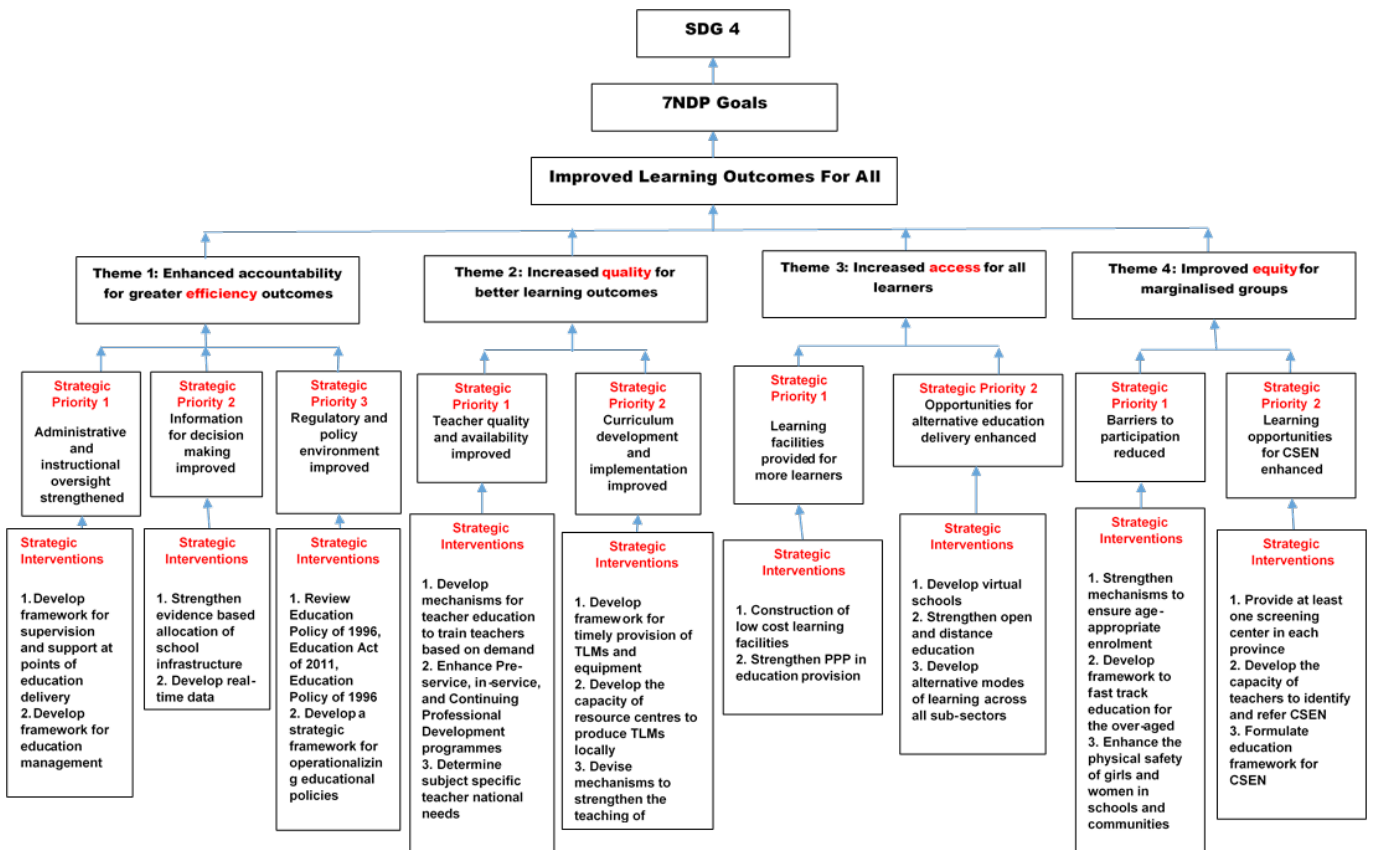 SDG 4
7NDP Goals
Improved Learning Outcomes For All
Theme 1: Enhanced accountability
for greater efficiency outcomes
Theme 2: Increased quality for
better learning outcomes
Theme 3: Increased access for all
learners
Theme 4: Improved equity for
marginalised groups
Strategic
Priority 1
Administrative
and
instructional
oversight
strengthened
Strategic
Priority 2
Information
for decision
making
improved
Strategic
Priority 3
Regulatory and
policy
environment
improved
Strategic
Priority 1
Teacher quality
and availability
improved
Strategic
Priority 2
Curriculum
development
and
implementation
improved
Strategic
Priority 1
Learning
facilities
provided for
more learners
Strategic Priority 2
Opportunities for
alternative education
delivery enhanced
Strategic
Priority 1
Barriers to
participation
reduced
Strategic
Priority 2
Learning
opportunities
for CSEN
enhanced
Strategic
Interventions
1. Develop
framework for
supervision
and support at
points of
education
delivery
2. Develop
framework for
education
management
Strategic
Interventions
1. Strengthen
evidence based
allocation of
school
infrastructure
2. Develop real-
time data
Strategic
Interventions
1. Review
Education
Policy of 1996,
Education Act
of 2011,
Education
Policy of 1996
2. Develop a
strategic
framework for
operationalizin
g educational
policies
Strategic
Interventions
1. Develop
mechanisms for
teacher education
to train teachers
based on demand
2. Enhance Pre-
service, in-service,
and Continuing
Professional
Development
programmes
3. Determine
subject specific
teacher national
needs
Strategic
Interventions
1. Develop
framework for
timely provision of
TLMs and
equipment
2. Develop the
capacity of
resource centres to
produce TLMs
locally
3. Devise
mechanisms to
strengthen the
teaching of
Strategic
Interventions
1. Construction of
low cost learning
facilities
2. Strengthen PPP in
education provision
Strategic
Interventions
1. Develop virtual
schools
2. Strengthen open
and distance
education
3. Develop
alternative modes
of learning across
all sub-sectors
Strategic
Interventions
1. Strengthen
mechanisms to
ensure age-
appropriate
enrolment
2. Develop
framework to
fast track
education for
the over-aged
3. Enhance the
physical safety
of girls and
women in
schools and
communities
Strategic
Interventions
1. Provide at least
one screening
center in each
province
2. Develop the
capacity of
teachers to identify
and refer CSEN
3. Formulate
education
framework for
CSEN